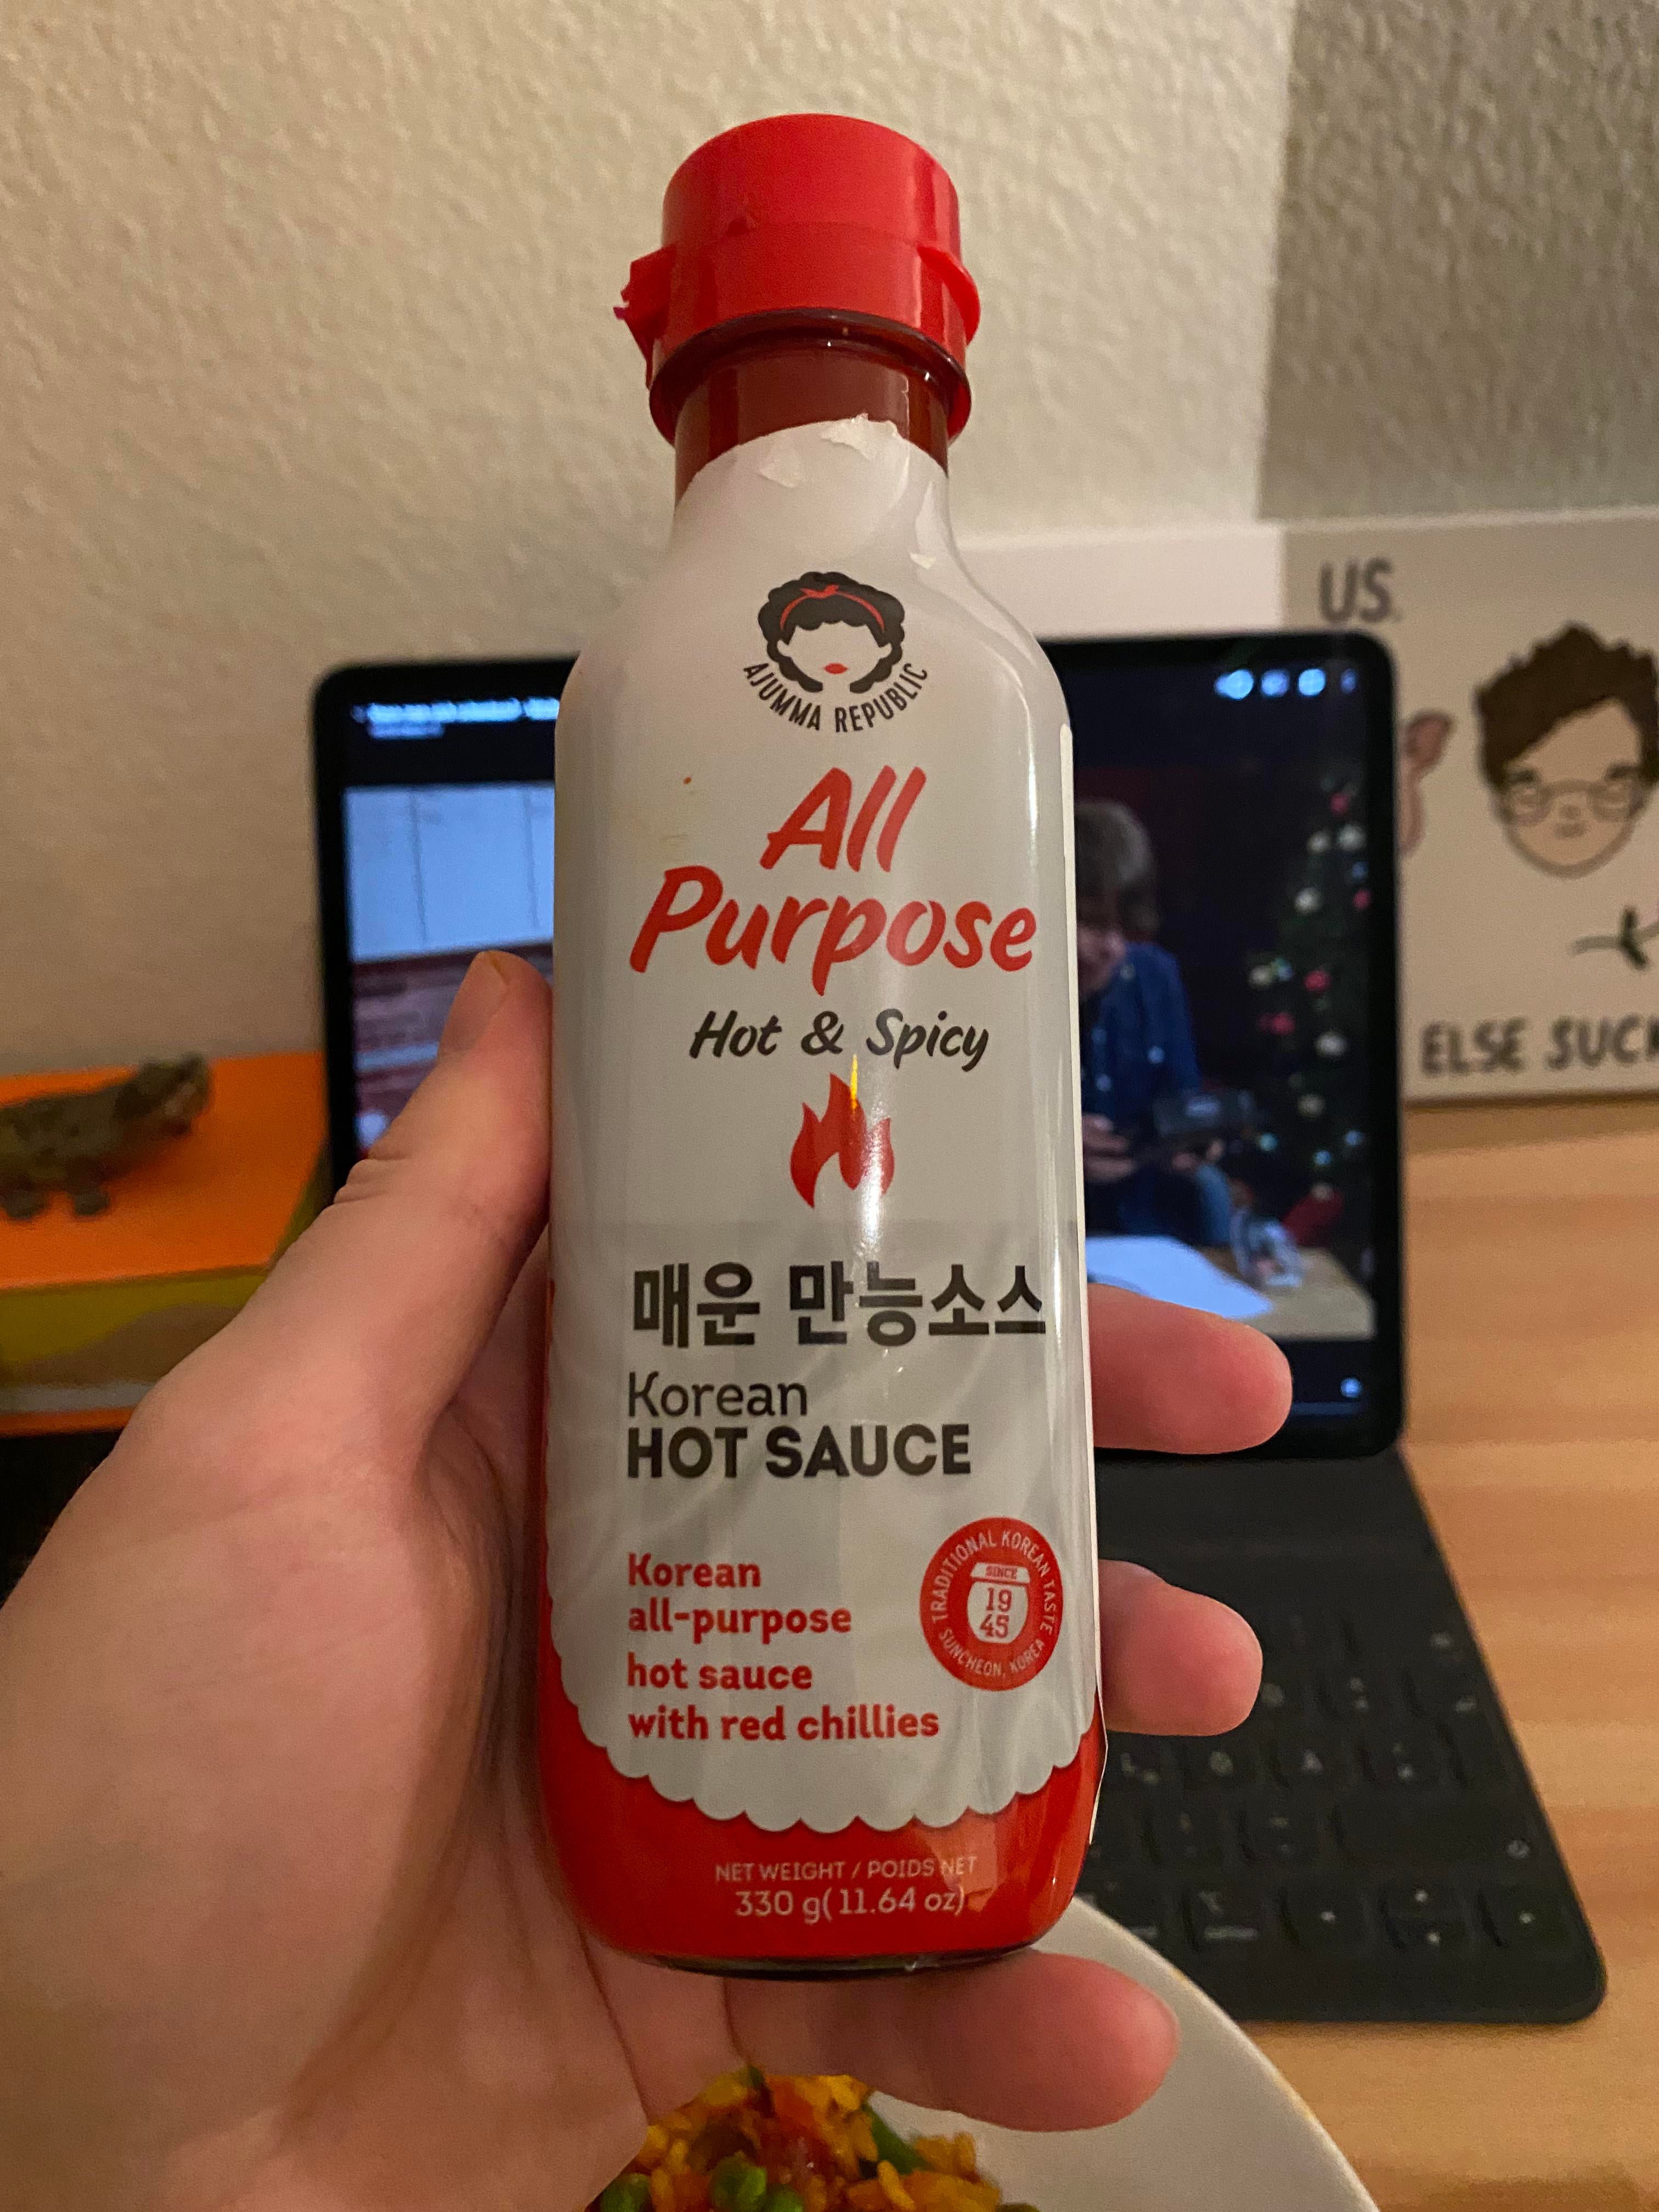 AJUMMA REPUBLIC
All
Purpose
Hot & Spicy
매운 만능소스
Korean
HOT SAUCE
Korean
all-purpose
hot sauce
with red chillies
TRADITIONAL KOREAN TASTE
SINCE
19
45
SUNCHEON, KOREA
NET WEIGHT / POIDS NET
330 g( 11.64 oz)
US.
ELSE
option